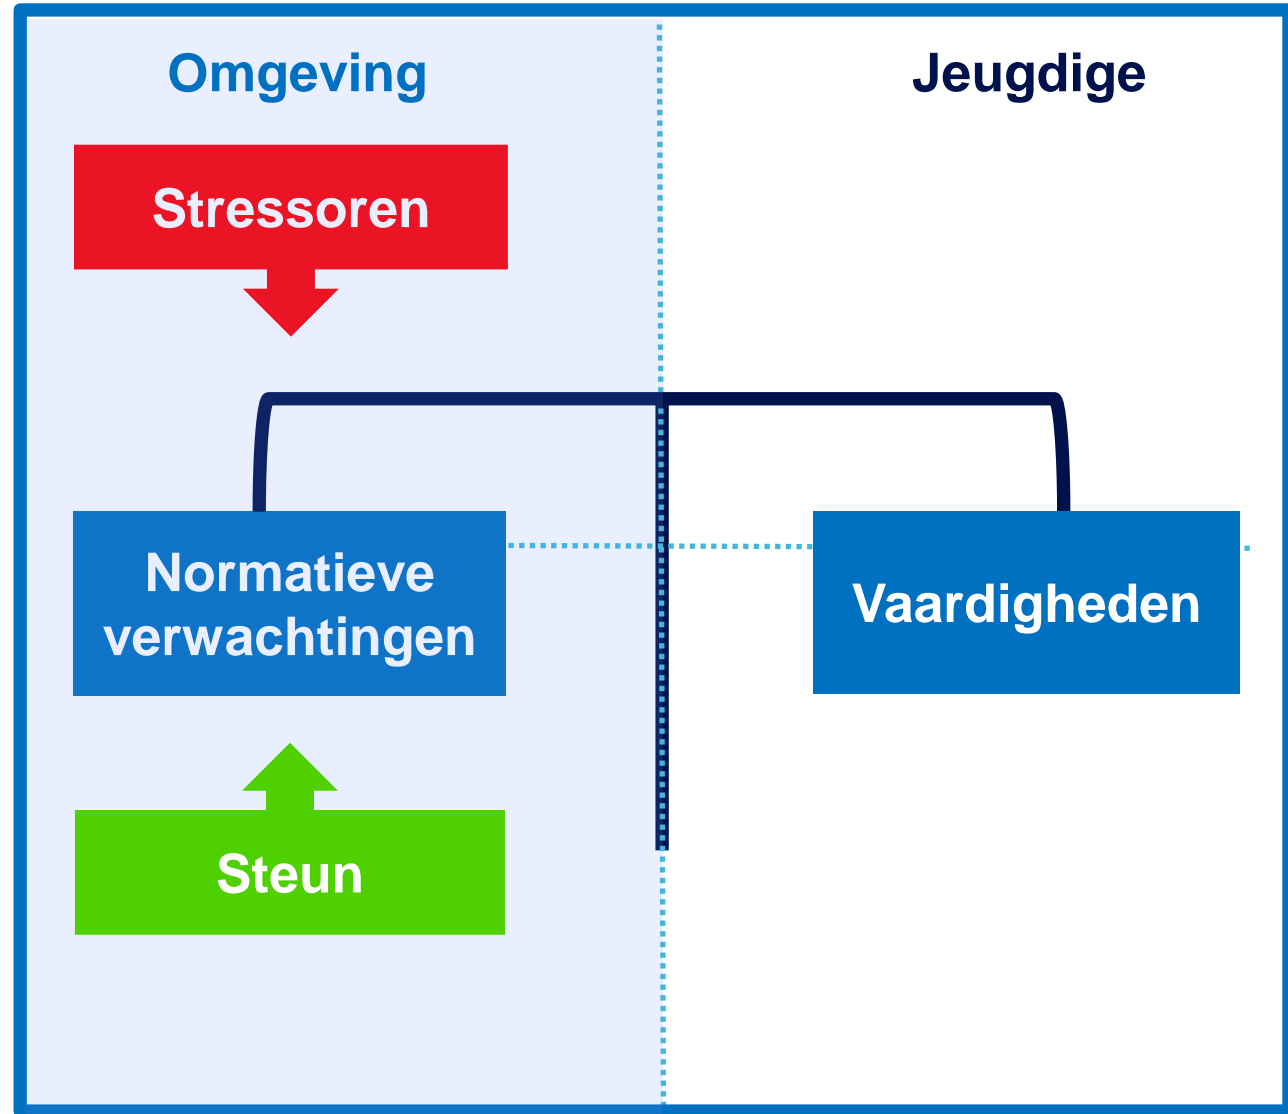 Omgeving
Jeugdige
Stressoren
Normatieve
verwachtingen
Vaardigheden
Steun